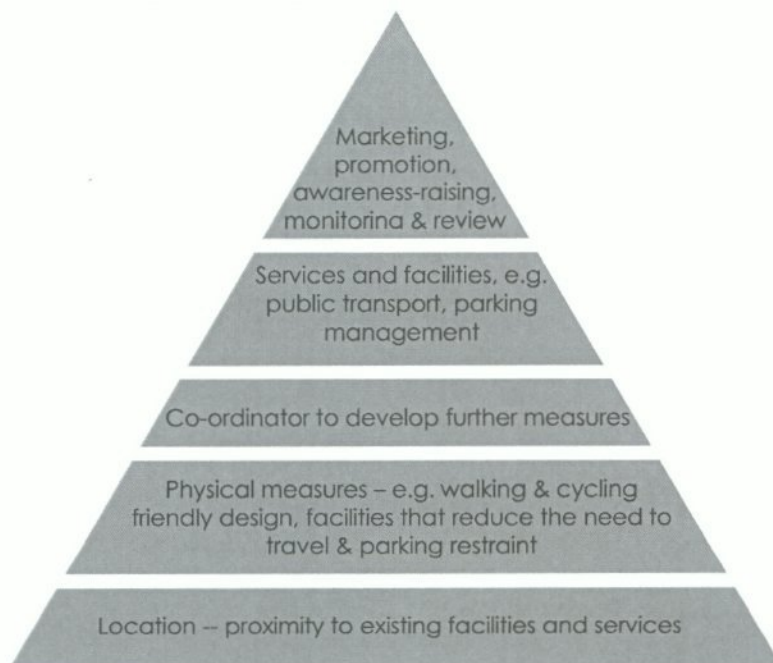 Marketing,
promotion,
awareness-raising,
monitoring & review
Services and facilities, e.g.
public transport, parking
management
Co-ordinator to develop further measures
Physical measures – e.g. walking & cycling
friendly design, facilities that reduce the need to
travel & parking restraint
Location -- proximity to existing facilities and services